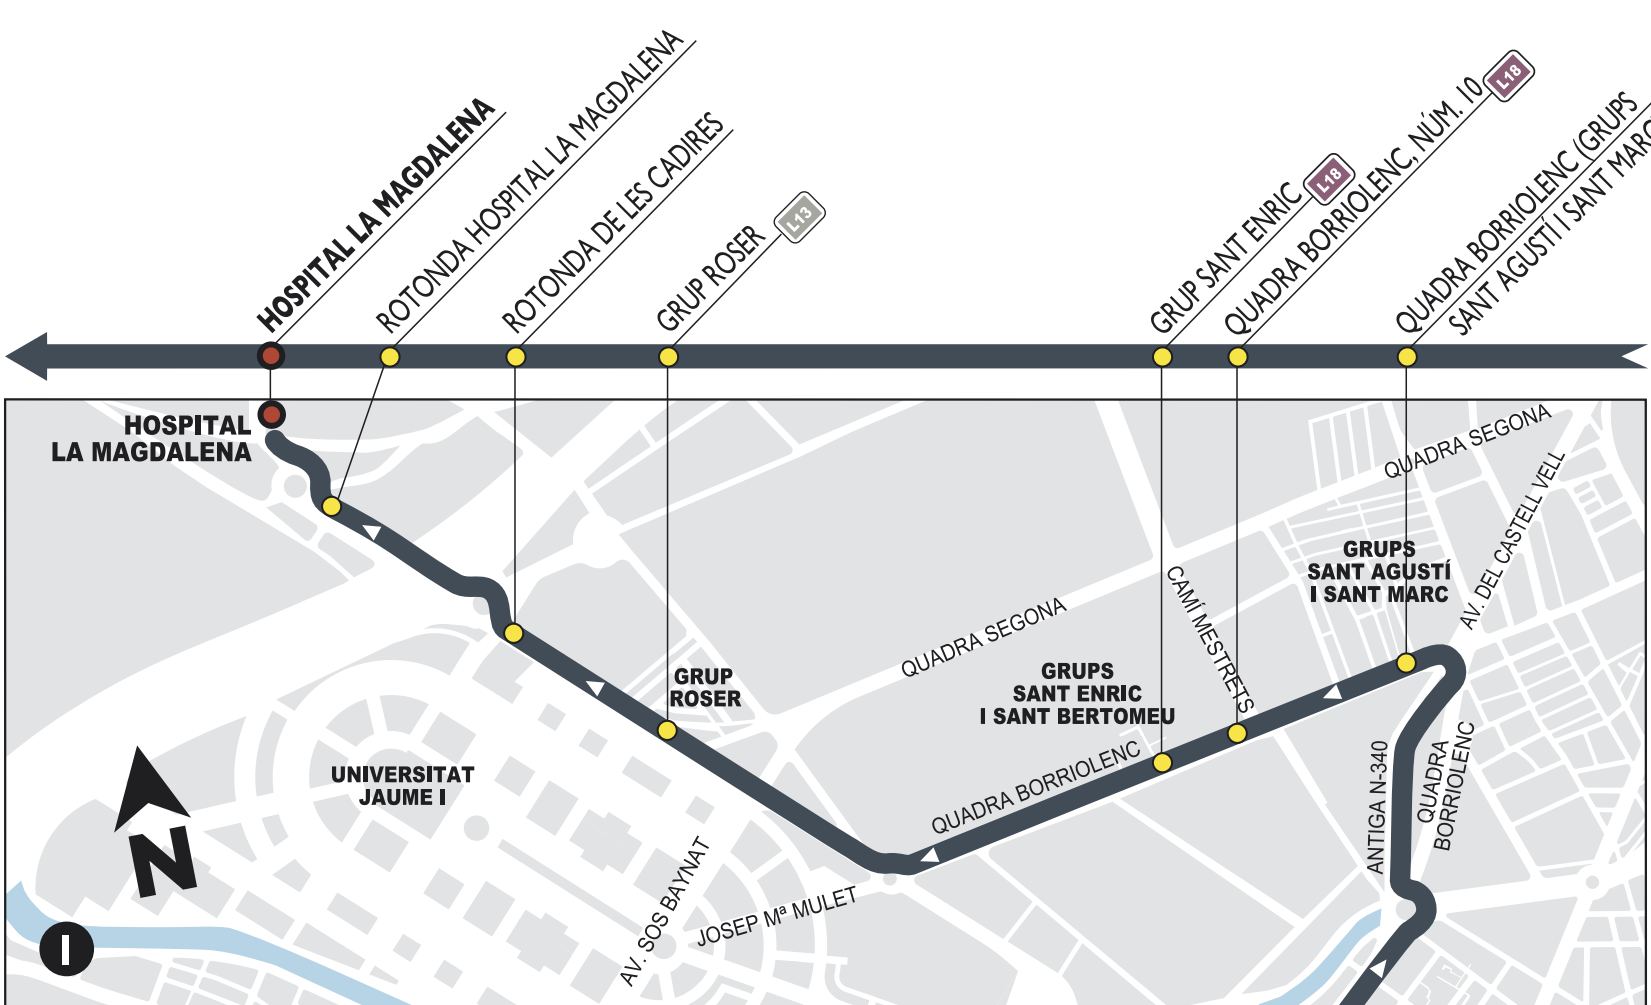 HOSPITAL LA MAGDALENA
ROTONDA HOSPITAL LA MAGDALENA
ROTONDA DE LES CADIRES
GRUP ROSER
L13
GRUP SANT ENRIC
L18
QUADRA BORRIOLENC, NÚM. 10
L18
QUADRA BORRIOLENC (GRUPS
SANT AGUSTÍ I SANT MARC
HOSPITAL
LA MAGDALENA
QUADRA SEGONA
AV. DEL CASTELL VELL
GRUPS
SANT AGUSTÍ
I SANT MARC
CAMÍ MESTRETS
QUADRA SEGONA
GRUPS
SANT ENRIC
I SANT BERTOMEU
GRUP
ROSER
QUADRA BORRIOLENC
ANTIGA N-340
QUADRA
BORRIOLENC
UNIVERSITAT
JAUME I
AV. SOS BAYNAT
JOSEP Mª MULET
N
I